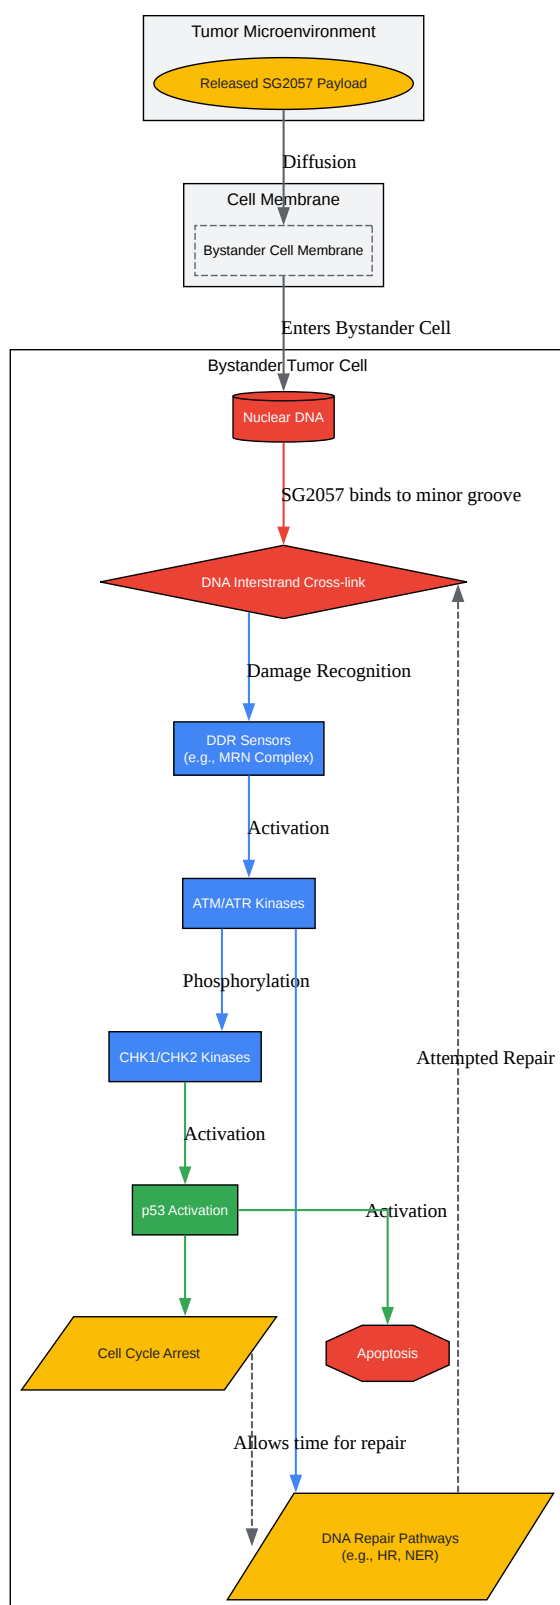 Tumor Microenvironment
Released SG2057 Payload
Diffusion
Cell Membrane
Bystander Cell Membrane
Enters Bystander Cell
Bystander Tumor Cell
Nuclear DNA
SG2057 binds to minor groove
DNA Interstrand Cross-link
Damage Recognition
DDR Sensors
(e.g., MRN Complex)
Activation
ATM/ATR Kinases
Phosphorylation
CHK1/CHK2 Kinases
Attempted Repair
Activation
p53 Activation
Activation
Cell Cycle Arrest
Apoptosis
Allows time for repair
DNA Repair Pathways
(e.g., HR, NER)